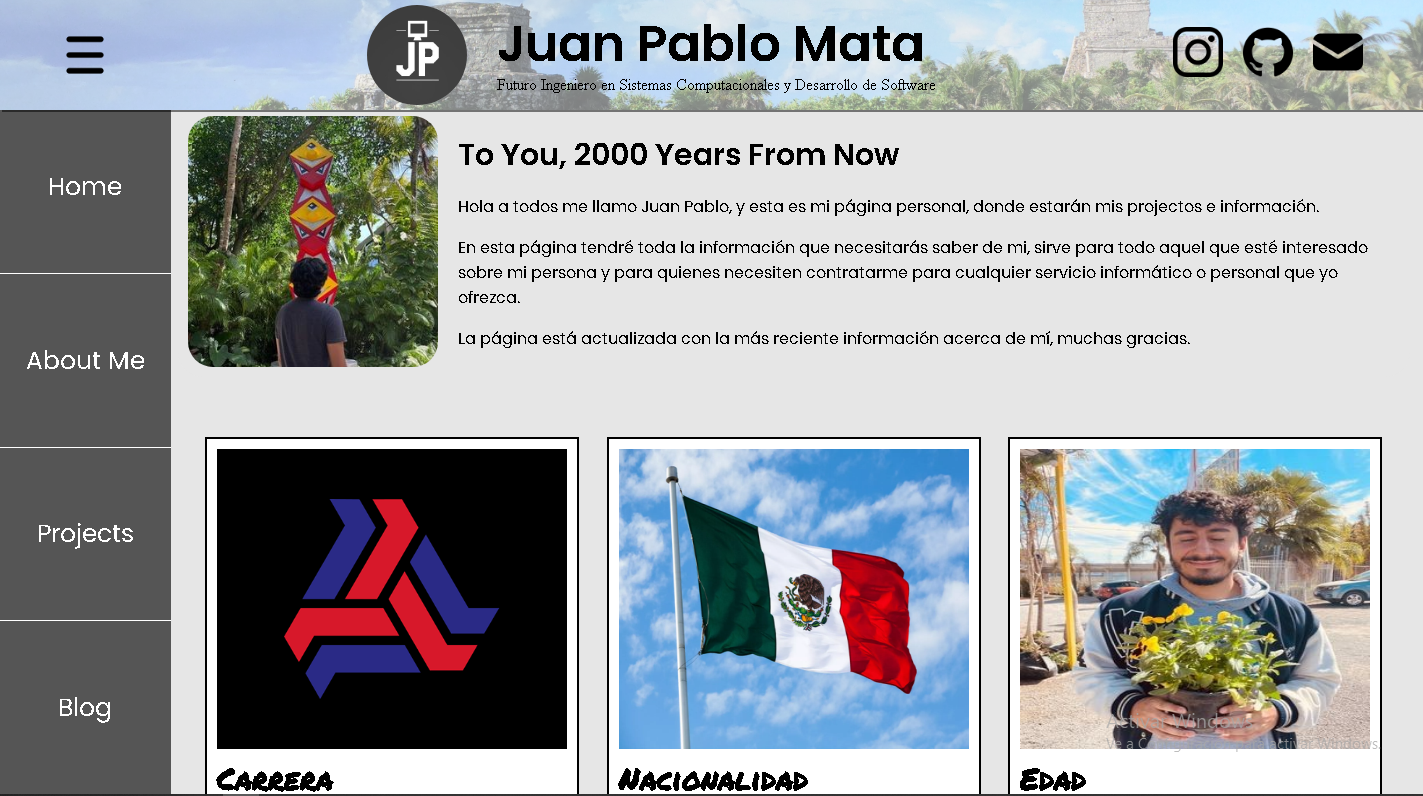 JP
Juan Pablo Mata
Futuro Ingeniero en Sistemas Computacionales y Desarrollo de Software
Home
About Me
Projects
Blog
To You, 2000 Years From Now
Hola a todos me llamo Juan Pablo, y esta es mi página personal, donde estarán mis projectos e información.
En esta página tendré toda la información que necesitarás saber de mi, sirve para todo aquel que esté interesado
sobre mi persona y para quienes necesiten contratarme para cualquier servicio informático o personal que yo
ofrezca.
La página está actualizada con la más reciente información acerca de mí, muchas gracias.
Carrera
Nacionalidad
Edad
Windows
activar Windows.